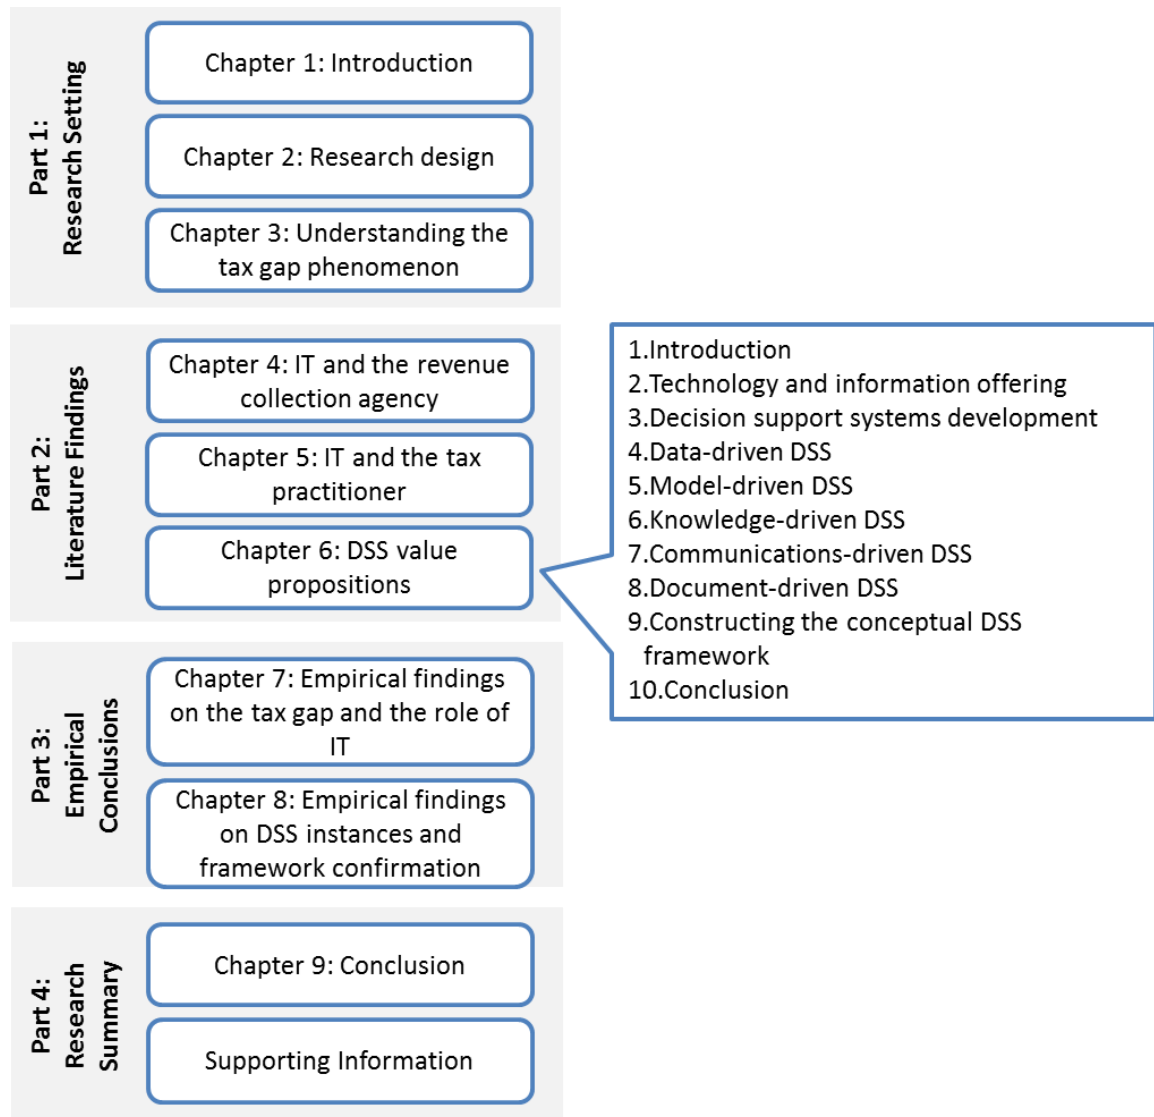 Part 1:
Research Setting
Chapter 1: Introduction
Chapter 2: Research design
Chapter 3: Understanding the
tax gap phenomenon
Part 2:
Literature Findings
Chapter 4: IT and the revenue
collection agency
Chapter 5: IT and the tax
practitioner
Chapter 6: DSS value
propositions
1.Introduction
2.Technology and information offering
3.Decision support systems development
4.Data-driven DSS
5.Model-driven DSS
6.Knowledge-driven DSS
7.Communications-driven DSS
8.Document-driven DSS
9.Constructing the conceptual DSS
framework
10.Conclusion
Part 3:
Empirical
Conclusions
Chapter 7: Empirical findings
on the tax gap and the role of
IT
Chapter 8: Empirical findings
on DSS instances and
framework confirmation
Part 4:
Research
Summary
Chapter 9: Conclusion
Supporting Information